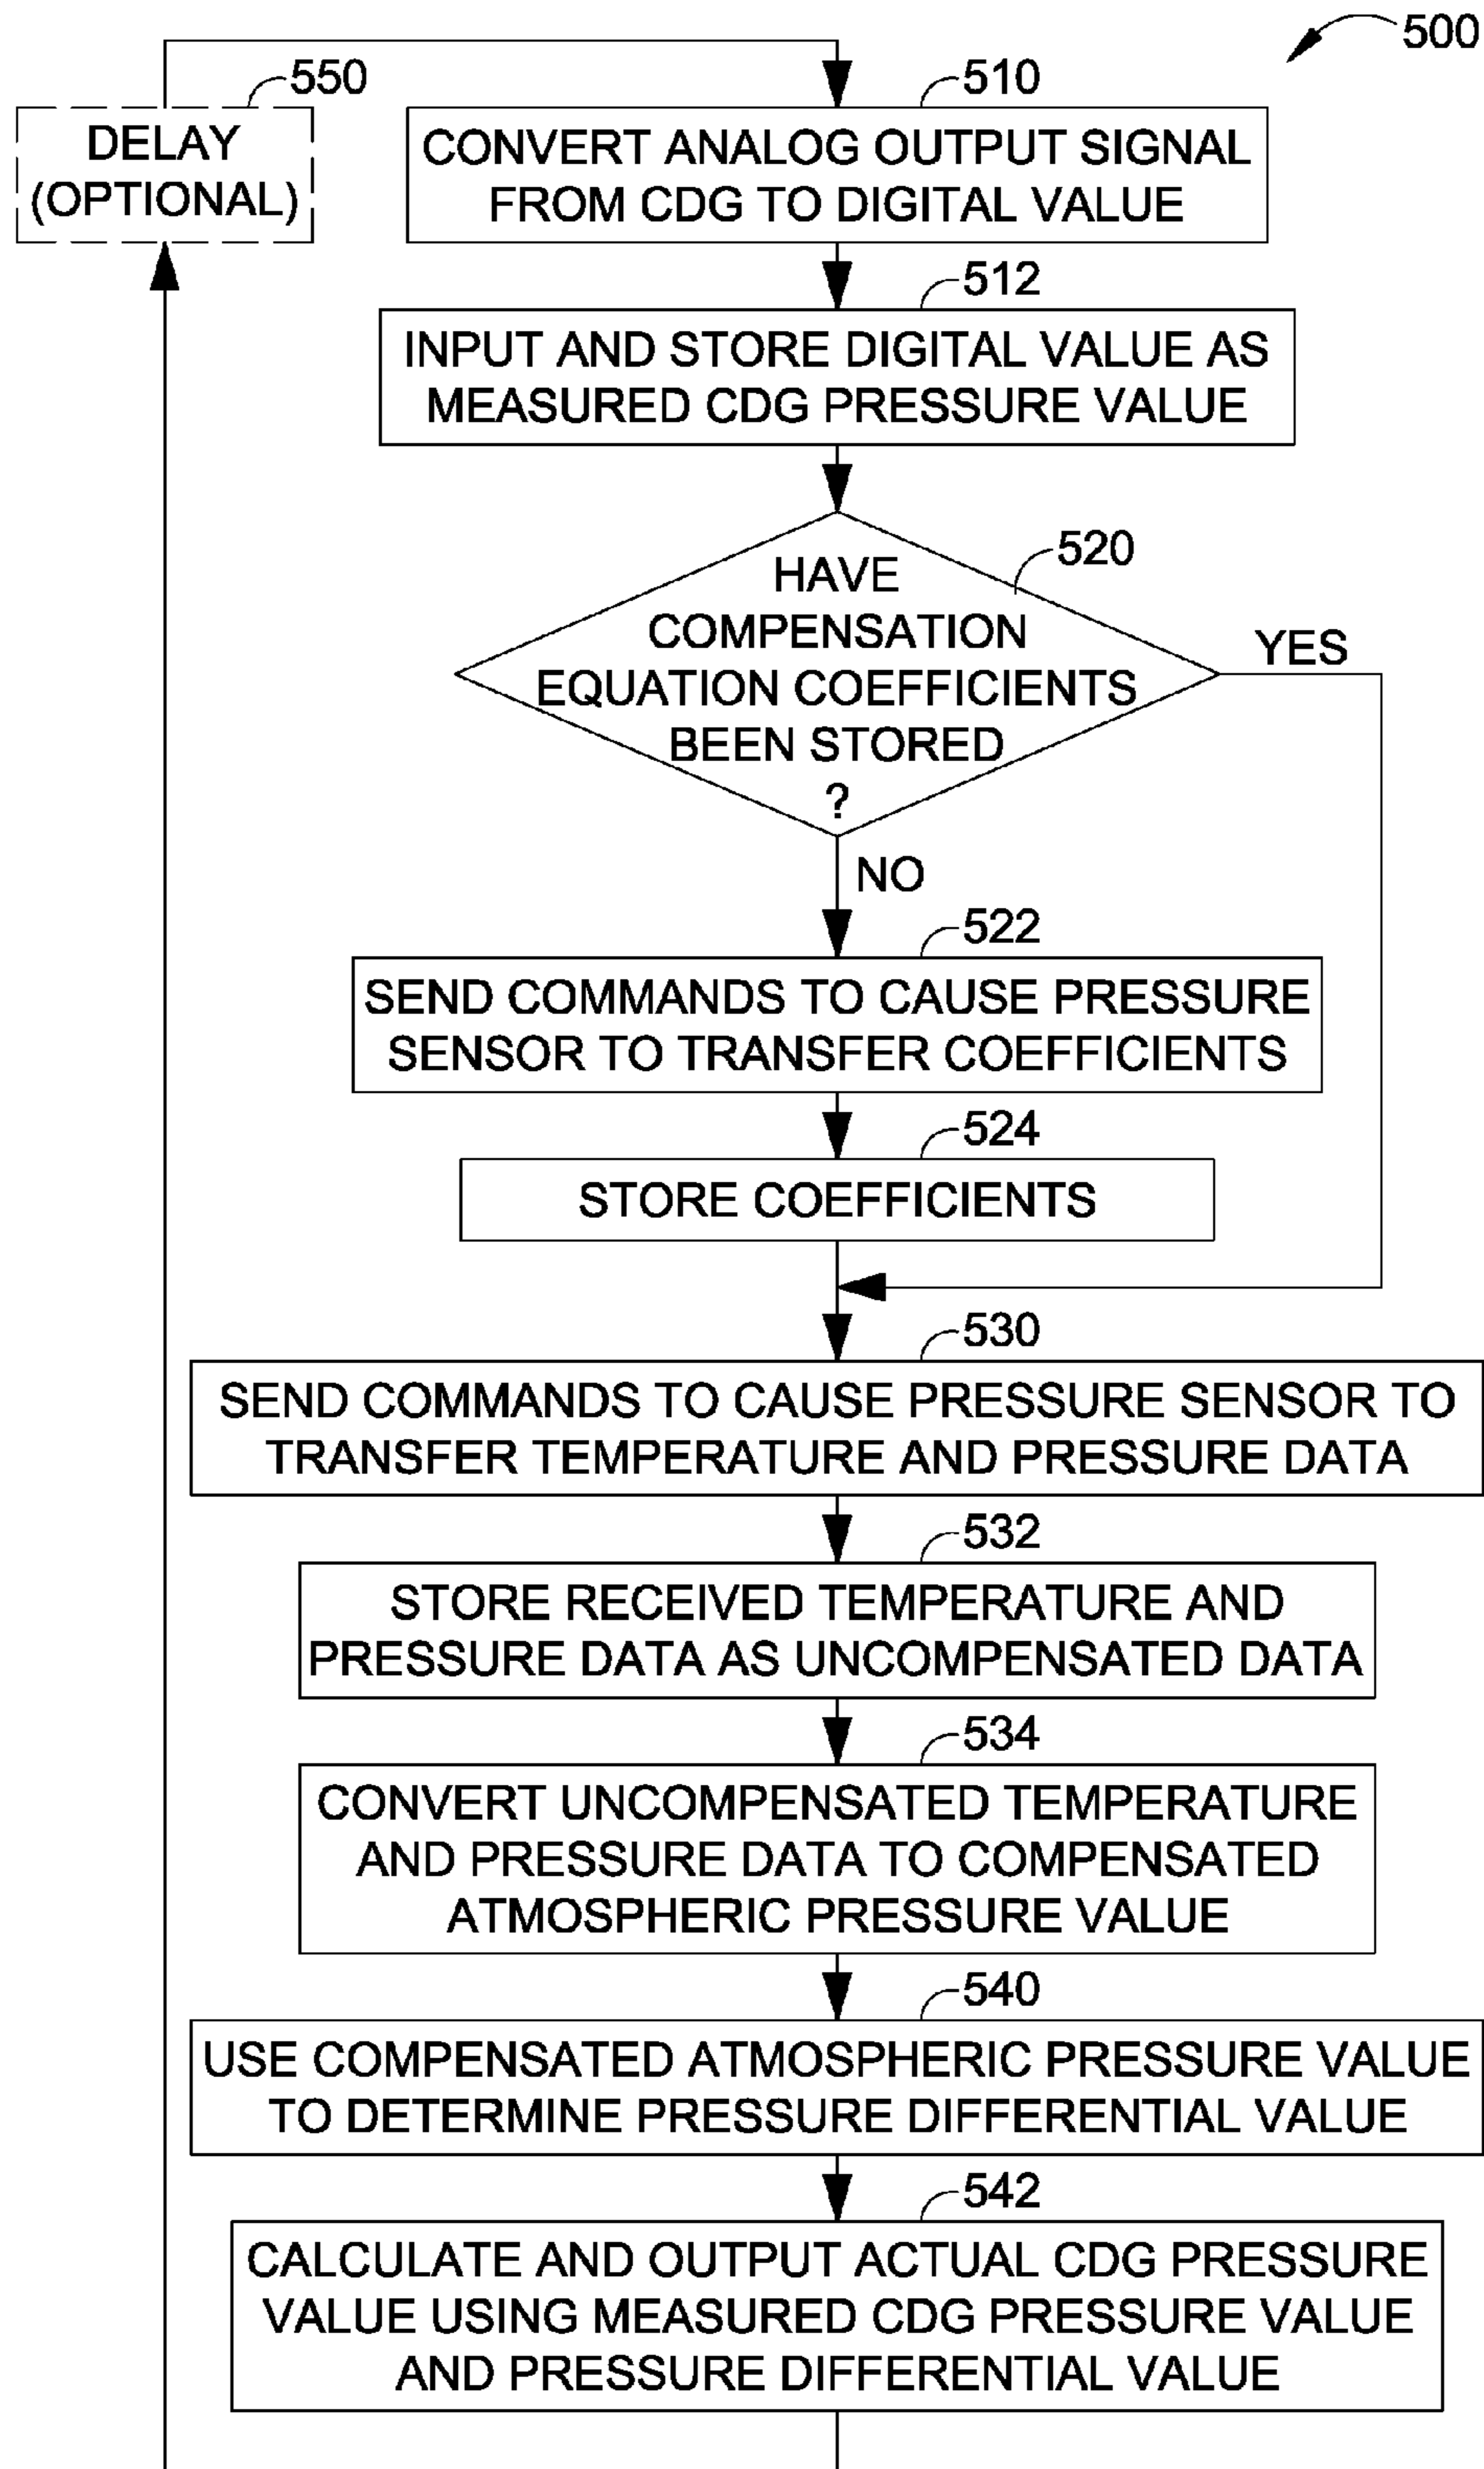 500
550
DELAY
(OPTIONAL)
510
CONVERT ANALOG OUTPUT SIGNAL
FROM CDG TO DIGITAL VALUE
512
INPUT AND STORE DIGITAL VALUE AS
MEASURED CDG PRESSURE VALUE
520
HAVE
COMPENSATION
EQUATION COEFFICIENTS
BEEN STORED
?
YES
NO
522
SEND COMMANDS TO CAUSE PRESSURE
SENSOR TO TRANSFER COEFFICIENTS
524
STORE COEFFICIENTS
530
SEND COMMANDS TO CAUSE PRESSURE SENSOR TO
TRANSFER TEMPERATURE AND PRESSURE DATA
532
STORE RECEIVED TEMPERATURE AND
PRESSURE DATA AS UNCOMPENSATED DATA
534
CONVERT UNCOMPENSATED TEMPERATURE
AND PRESSURE DATA TO COMPENSATED
ATMOSPHERIC PRESSURE VALUE
540
USE COMPENSATED ATMOSPHERIC PRESSURE VALUE
TO DETERMINE PRESSURE DIFFERENTIAL VALUE
542
CALCULATE AND OUTPUT ACTUAL CDG PRESSURE
VALUE USING MEASURED CDG PRESSURE VALUE
AND PRESSURE DIFFERENTIAL VALUE